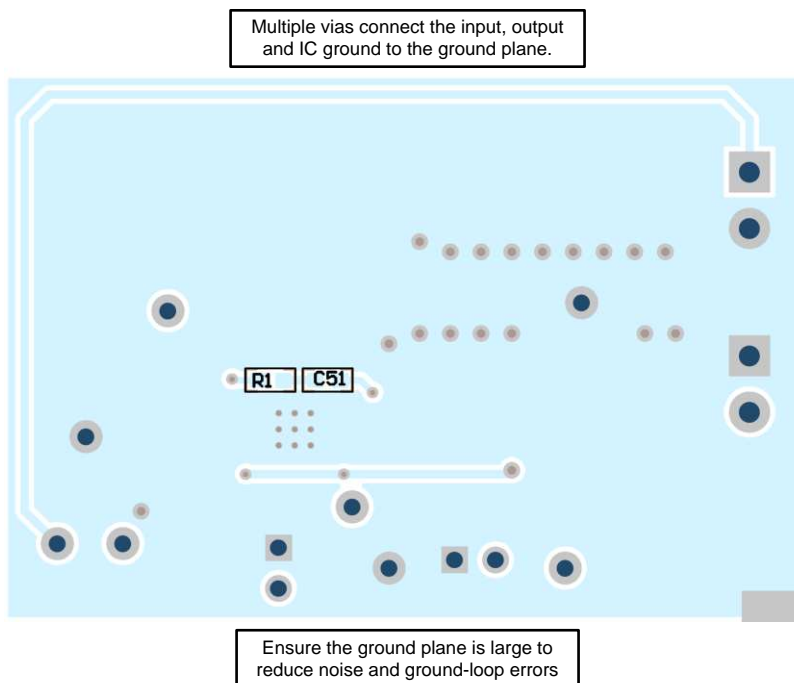 Multiple vias connect the input, output
and IC ground to the ground plane.
R1
C51
Ensure the ground plane is large to
reduce noise and ground-loop errors